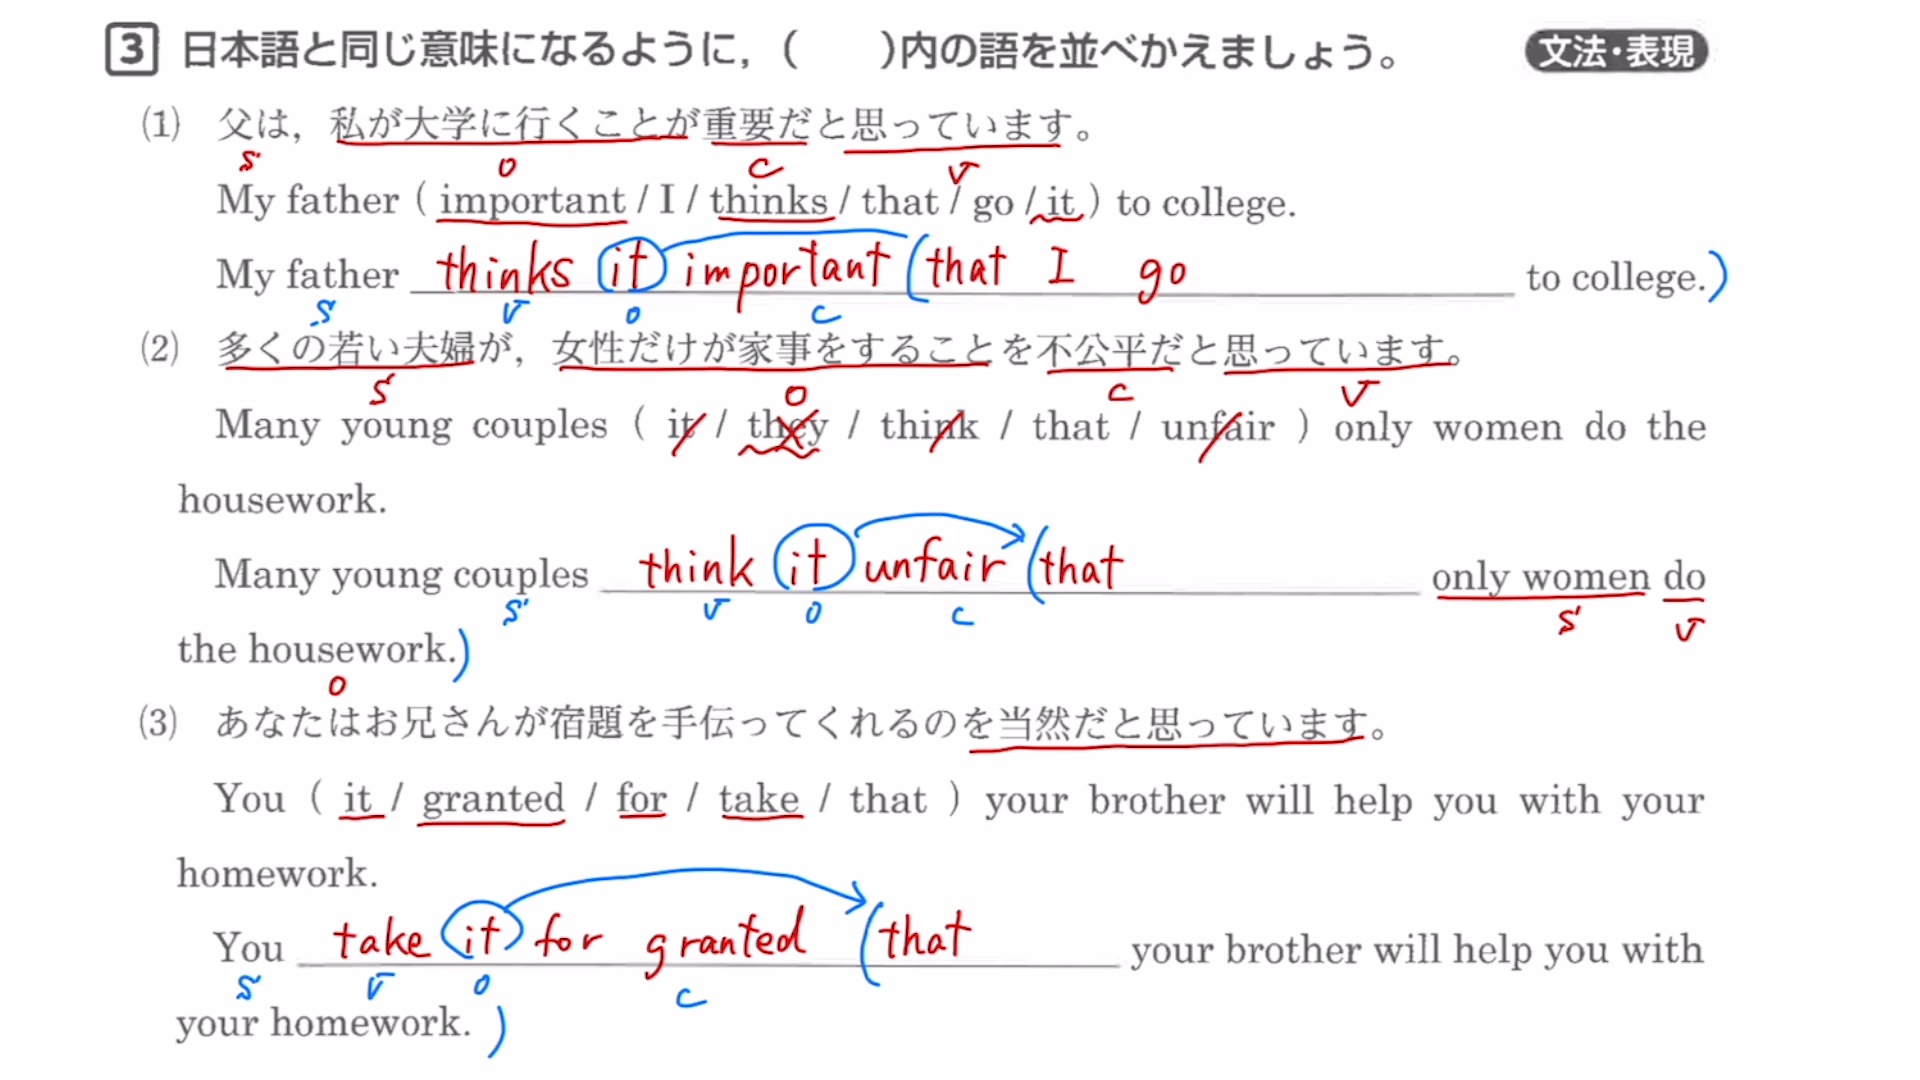 3 日本語と同じ意味になるように，（　　）内の語を並べかえましょう。 文法・表現
(1) 父は，私が大学に行くことが重要だと思っています。
S O C V
My father ( important / I / thinks / that / go / it ) to college.
My father thinks it important (that I go to college.)
S V O C
(2) 多くの若い夫婦が，女性だけが家事をすることを不公平だと思っています。
S O C V
Many young couples ( it / they / think / that / unfair ) only women do the
housework.
Many young couples think it unfair (that only women do
S V O C S V
the housework.)
O
(3) あなたはお兄さんが宿題を手伝ってくれるのを当然だと思っています。
You ( it / granted / for / take / that ) your brother will help you with your
homework.
You take it for granted (that your brother will help you with
S V O C
your homework. )